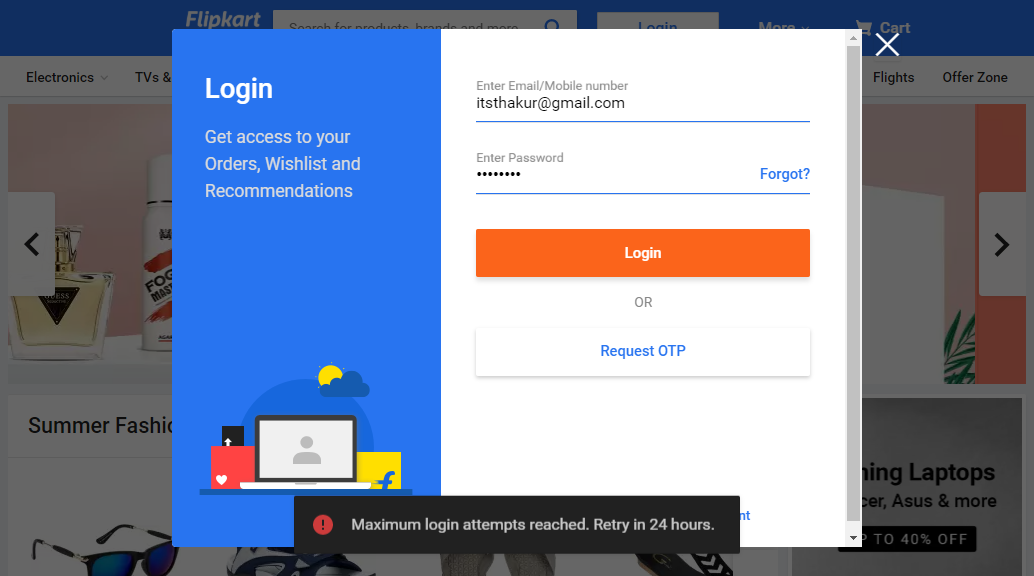 Flipkart
Search for products, brands and more
Login
More
Cart
Electronics
TVs &
Flights
Offer Zone
Login
Get access to your
Orders, Wishlist and
Recommendations
Enter Email/Mobile number
itsthakur@gmail.com
Enter Password
Forgot?
Login
OR
Request OTP
GUESS
Summer Fashio
ning Laptops
cer, Asus & more
P TO 40% OFF
nt
Maximum login attempts reached. Retry in 24 hours.